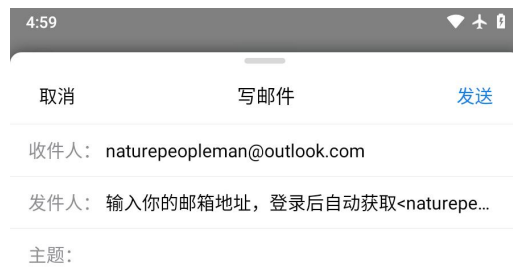 4:59
取消 写邮件 发送
收件人： naturepeopleman@outlook.com
发件人： 输入你的邮箱地址，登录后自动获取<naturepe...
主题：